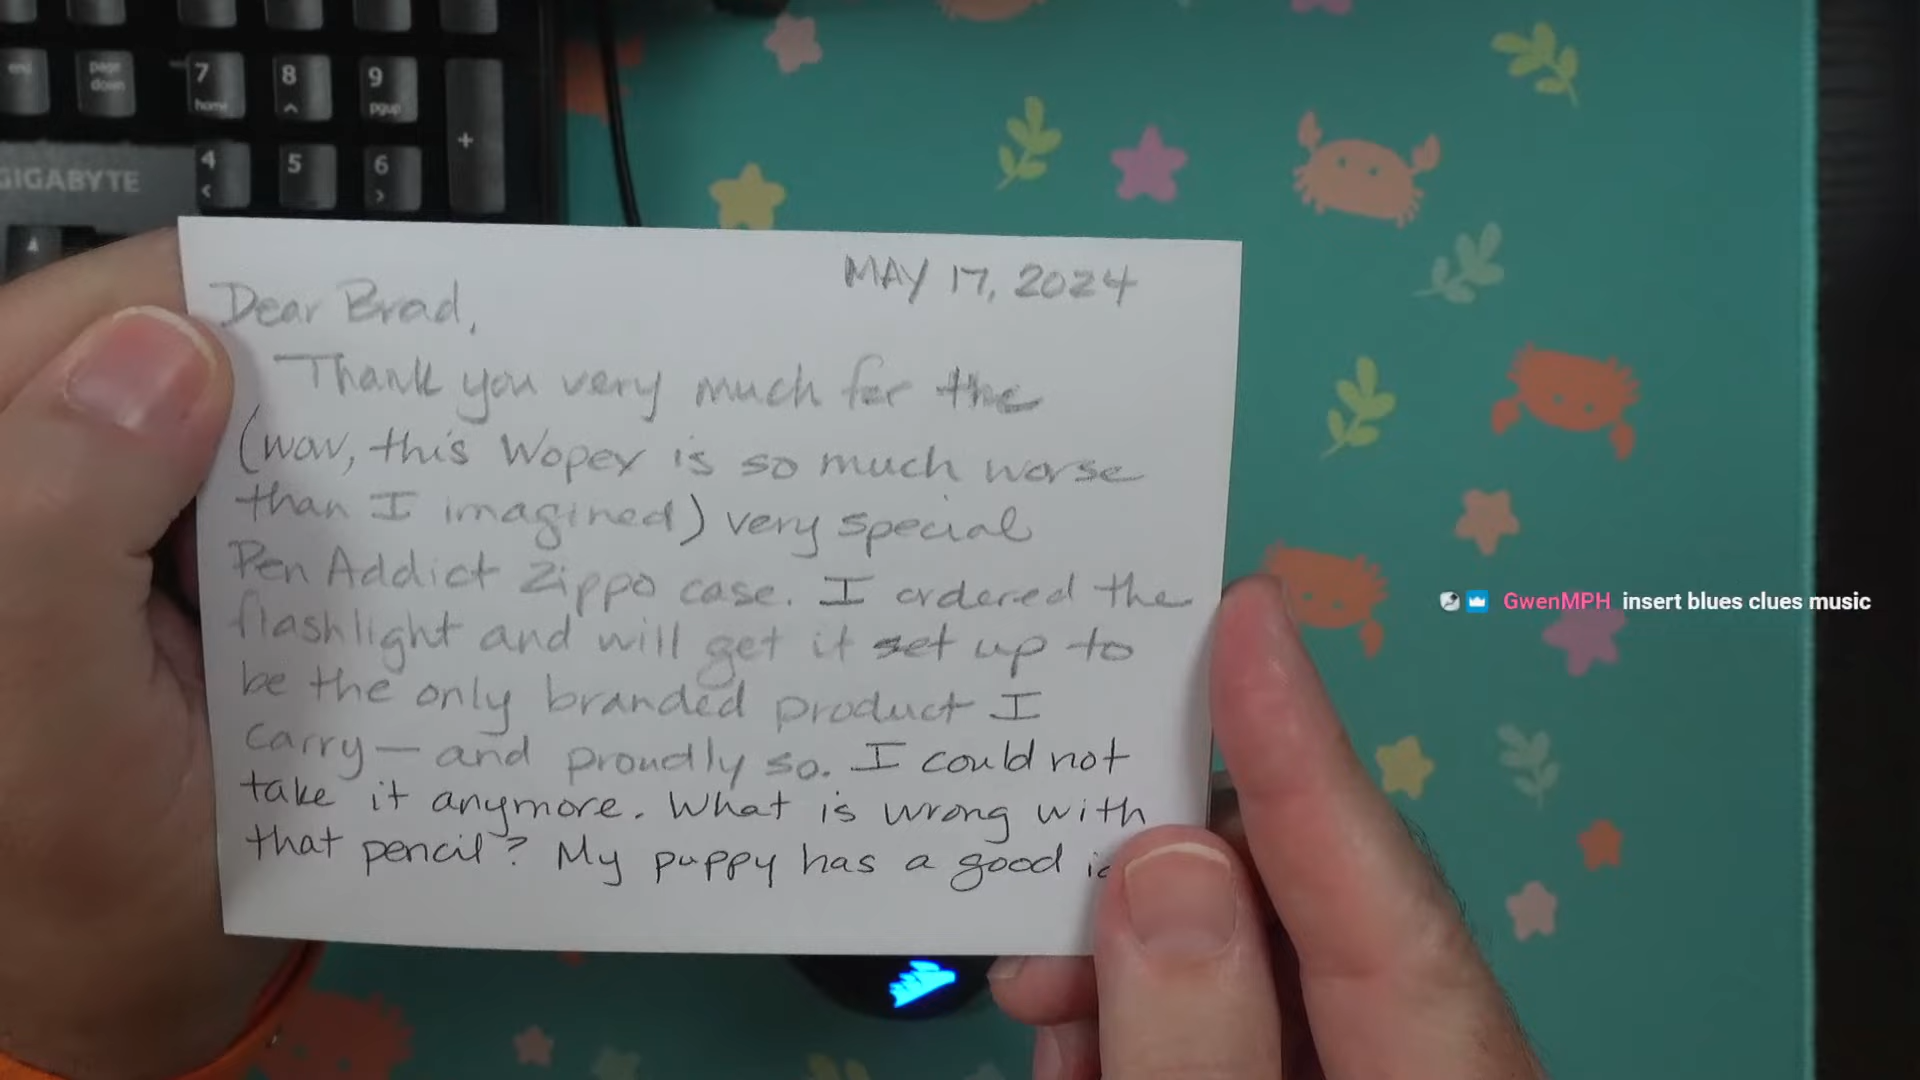 end
page down
7
home
8
9
pgup
+
4
5
6
GIGABYTE
MAY 17, 2024
Dear Brad,
Thank you very much for the
(wow, this Wopex is so much worse
than I imagined) very special
Pen Addict Zippo case. I ordered the
flashlight and will get it set up to
be the only branded product I
carry — and proudly so. I could not
take it anymore. What is wrong with
that pencil? My puppy has a good
GwenMPH insert blues clues music